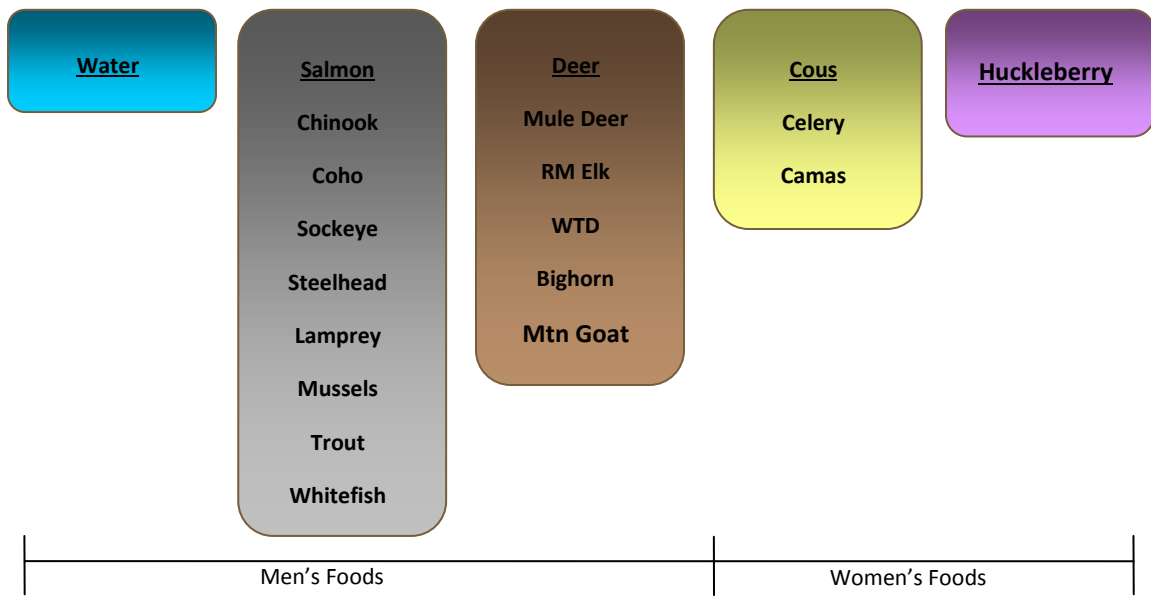 Water
Salmon
Chinook
Coho
Sockeye
Steelhead
Lamprey
Mussels
Trout
Whitefish
Deer
Mule Deer
RM Elk
WTD
Bighorn
Mtn Goat
Cous
Celery
Camas
Huckleberry
Men’s Foods
Women’s Foods